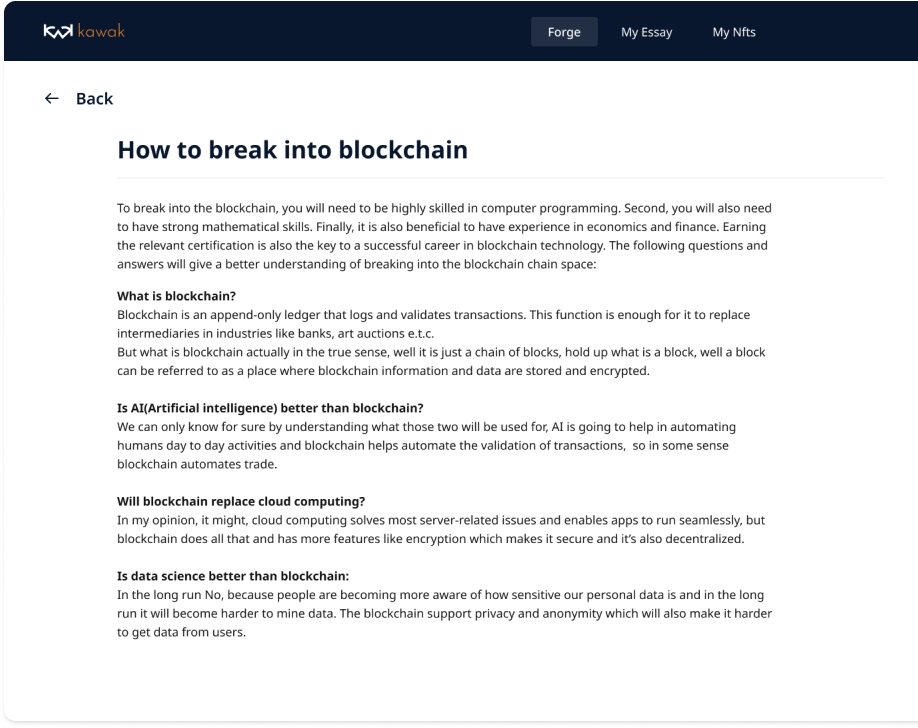 kawak
Forge
My Essay
My Nfts
Back
How to break into blockchain
To break into the blockchain, you will need to be highly skilled in computer programming. Second, you will also need
to have strong mathematical skills. Finally, it is also beneficial to have experience in economics and finance. Earning
the relevant certification is also the key to a successful career in blockchain technology. The following questions and
answers will give a better understanding of breaking into the blockchain chain space:
What is blockchain?
Blockchain is an append-only ledger that logs and validates transactions. This function is enough for it to replace
intermediaries in industries like banks, art auctions e.t.c.
But what is blockchain actually in the true sense, well it is just a chain of blocks, hold up what is a block, well a block
can be referred to as a place where blockchain information and data are stored and encrypted.
Is AI(Artificial intelligence) better than blockchain?
We can only know for sure by understanding what those two will be used for, AI is going to help in automating
humans day to day activities and blockchain helps automate the validation of transactions,  so in some sense
blockchain automates trade.
Will blockchain replace cloud computing?
In my opinion, it might, cloud computing solves most server-related issues and enables apps to run seamlessly, but
blockchain does all that and has more features like encryption which makes it secure and it's also decentralized.
Is data science better than blockchain:
In the long run No, because people are becoming more aware of how sensitive our personal data is and in the long
run it will become harder to mine data. The blockchain support privacy and anonymity which will also make it harder
to get data from users.